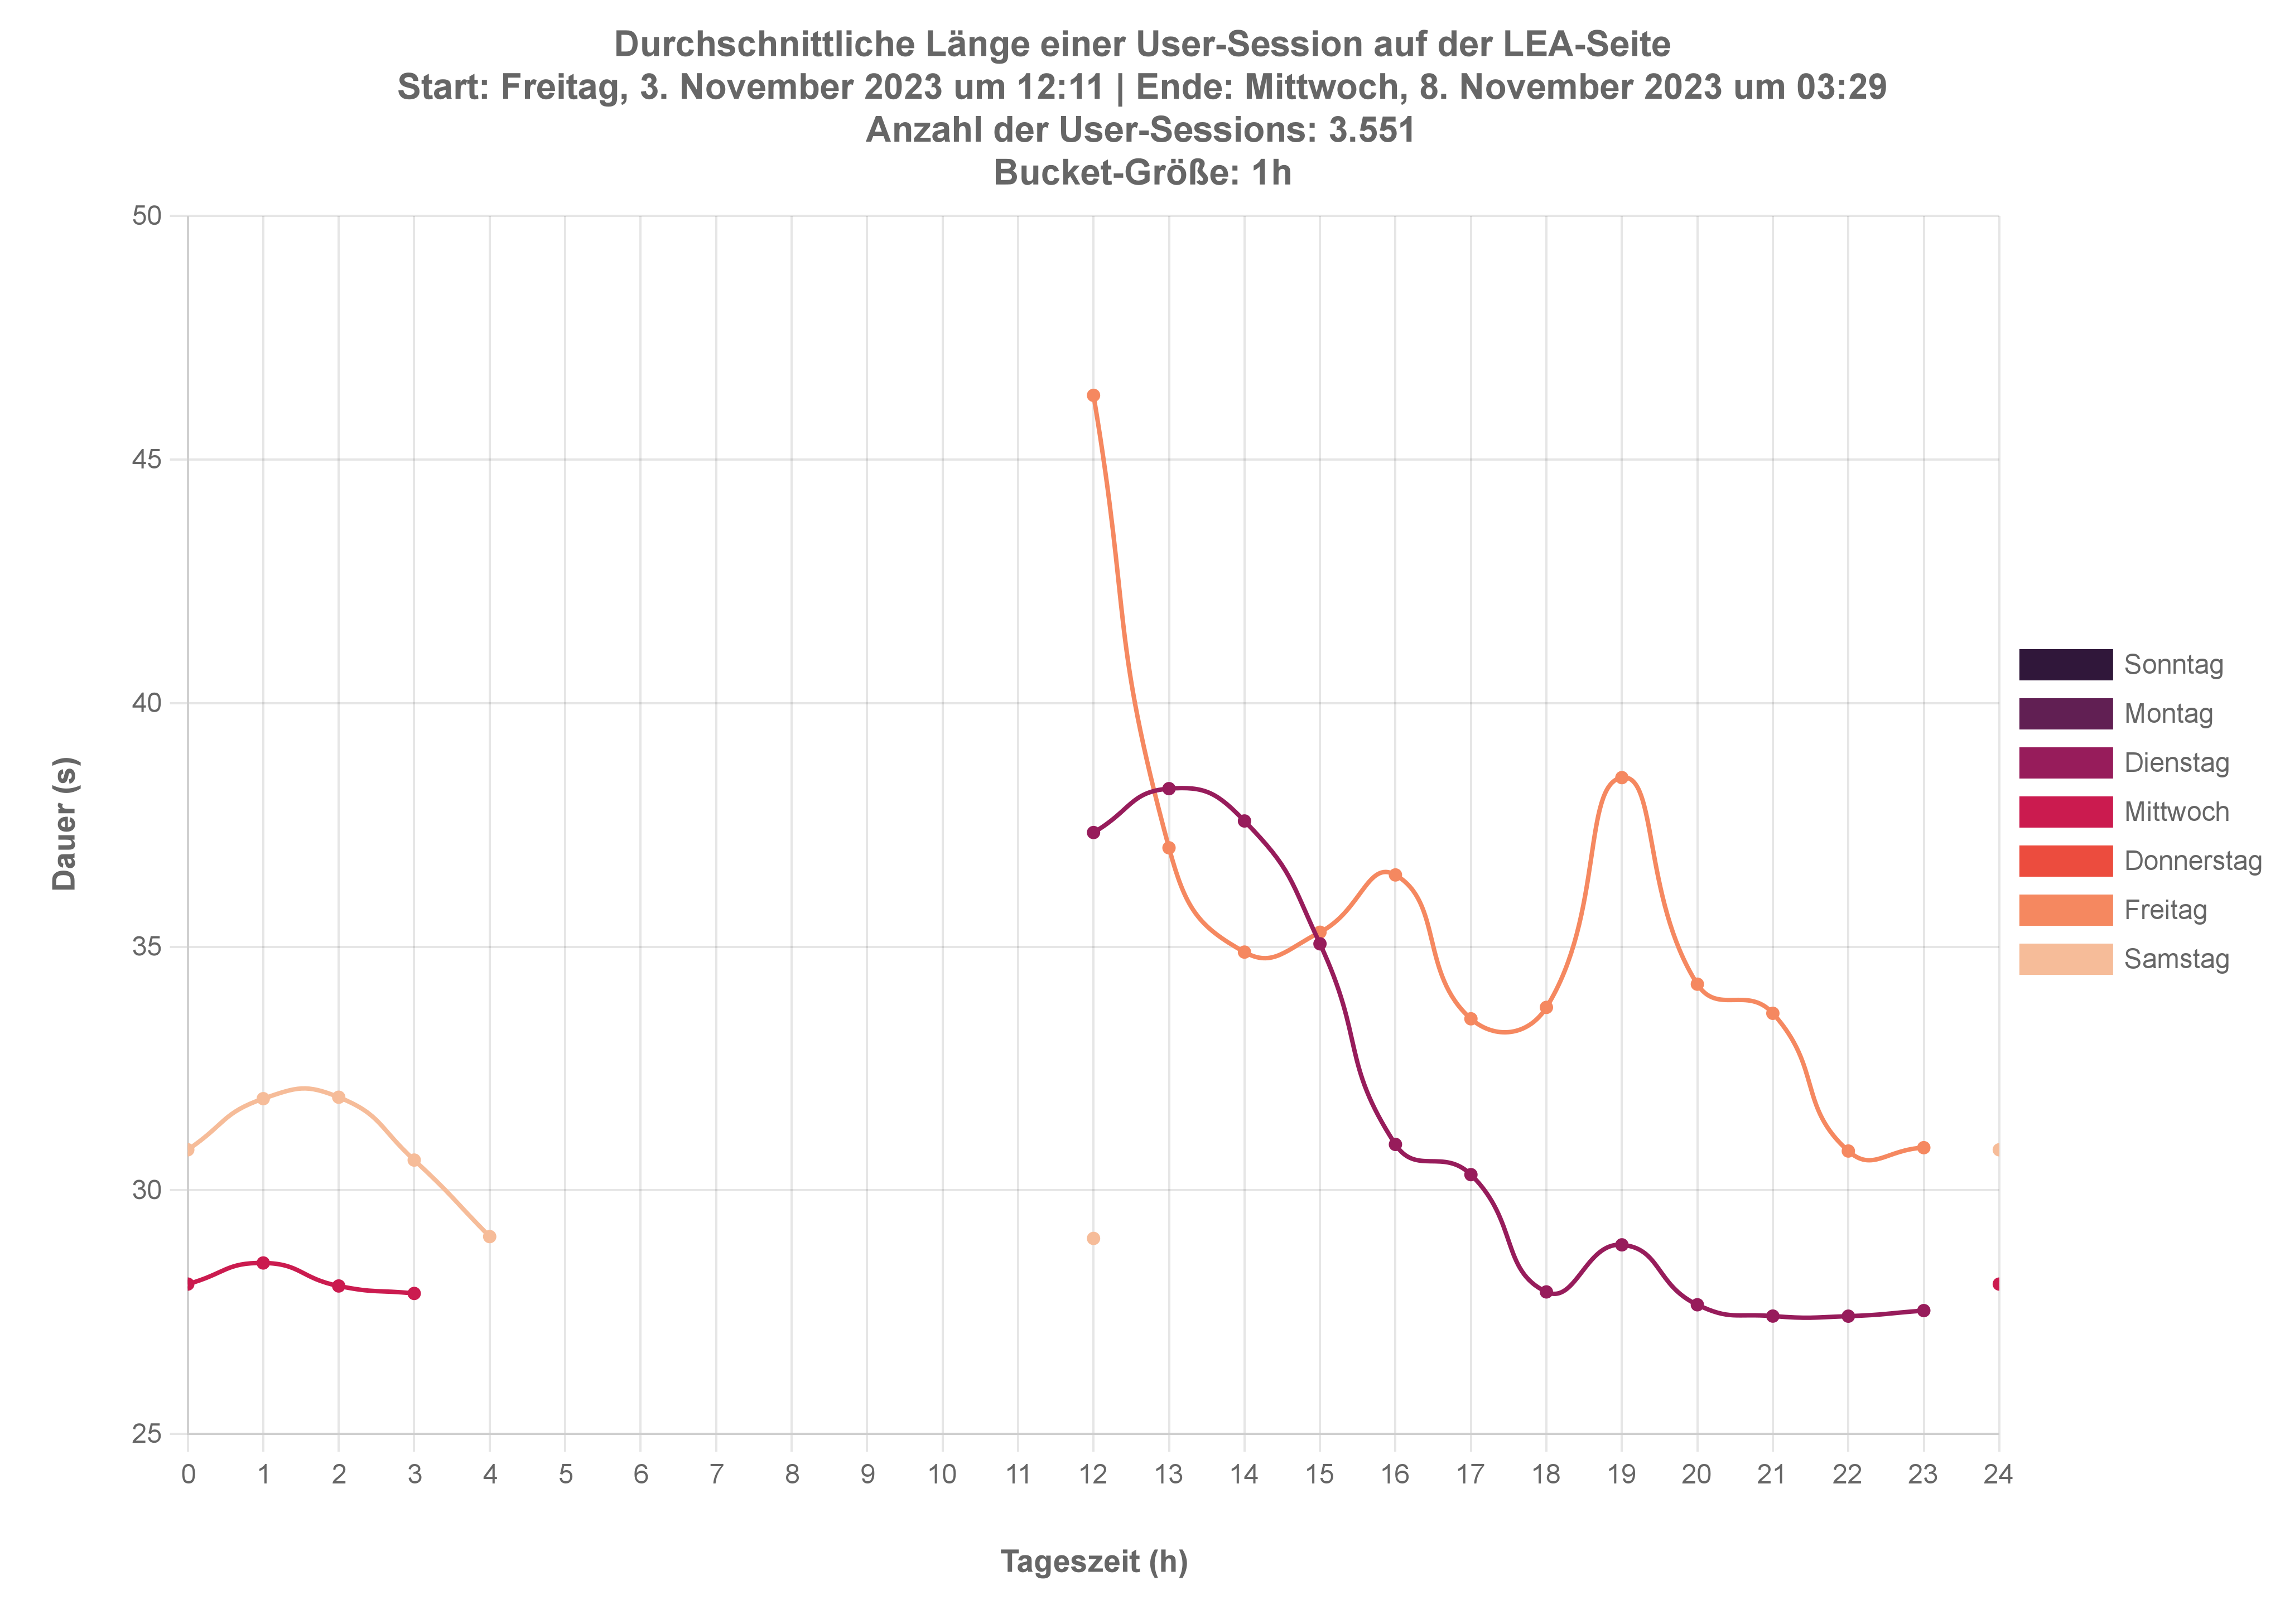 Durchschnittliche Länge einer User-Session auf der LEA-Seite
Start: Freitag, 3. November 2023 um 12:11 | Ende: Mittwoch, 8. November 2023 um 03:29
Anzahl der User-Sessions: 3.551
Bucket-Größe: 1h
50
45
40
35
30
25
Dauer (s)
0 1 2 3 4 5 6 7 8 9 10 11 12 13 14 15 16 17 18 19 20 21 22 23 24
Tageszeit (h)
Sonntag
Montag
Dienstag
Mittwoch
Donnerstag
Freitag
Samstag